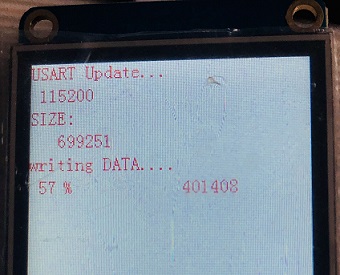 USART Update...
115200
SIZE:
699251
writing DATA....
57 % 401408